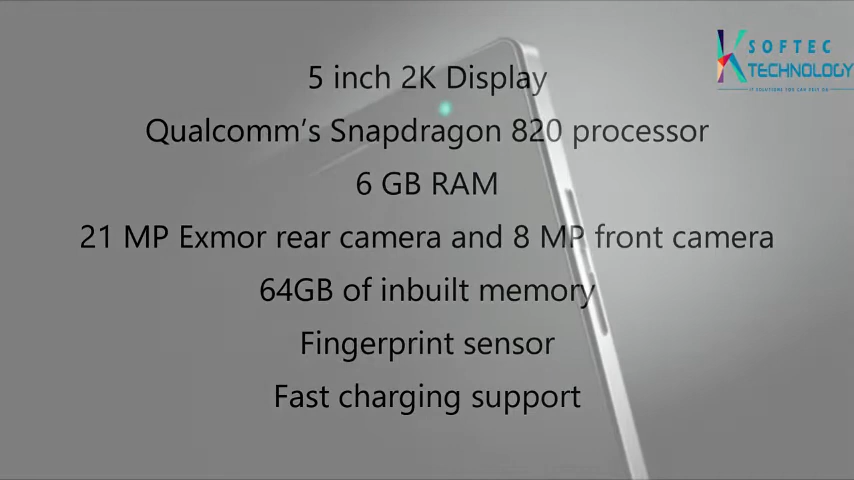 SOFTEC
TECHNOLOGY
5 inch 2K Display
Qualcomm's Snapdragon 820 processor
6 GB RAM
21 MP Exmor rear camera and 8 MP front camera
64GB of inbuilt memory
Fingerprint sensor
Fast charging support